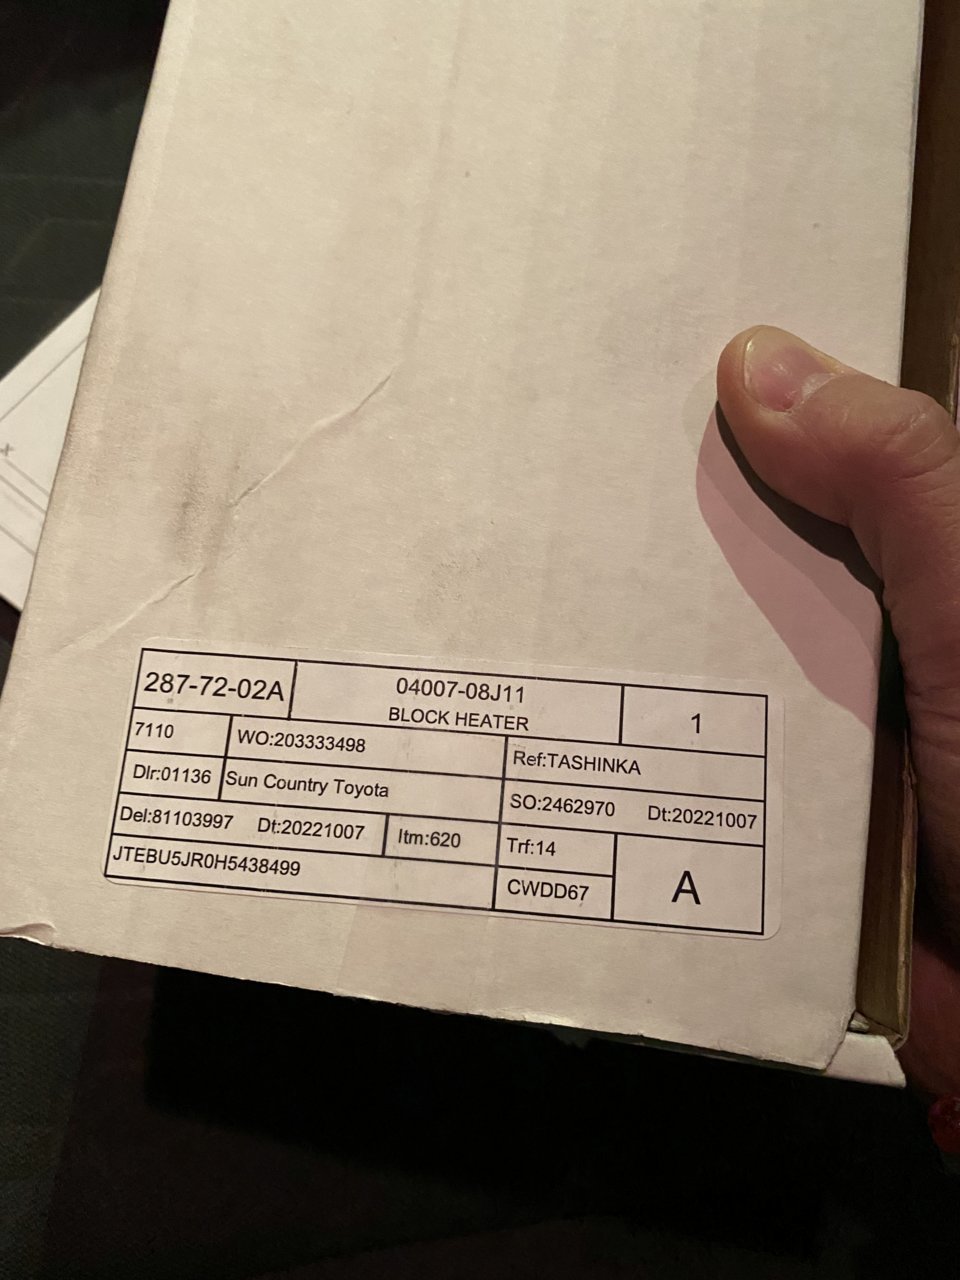 287-72-02A
04007-08J11
BLOCK HEATER
1
7110
WO:203333498
Ref:TASHINKA
Dlr:01136
Sun Country Toyota
SO:2462970 Dt:20221007
Del:81103997 Dt:20221007
Itm:620
Trf:14
A
JTEBU5JR0H5438499
CWDD67